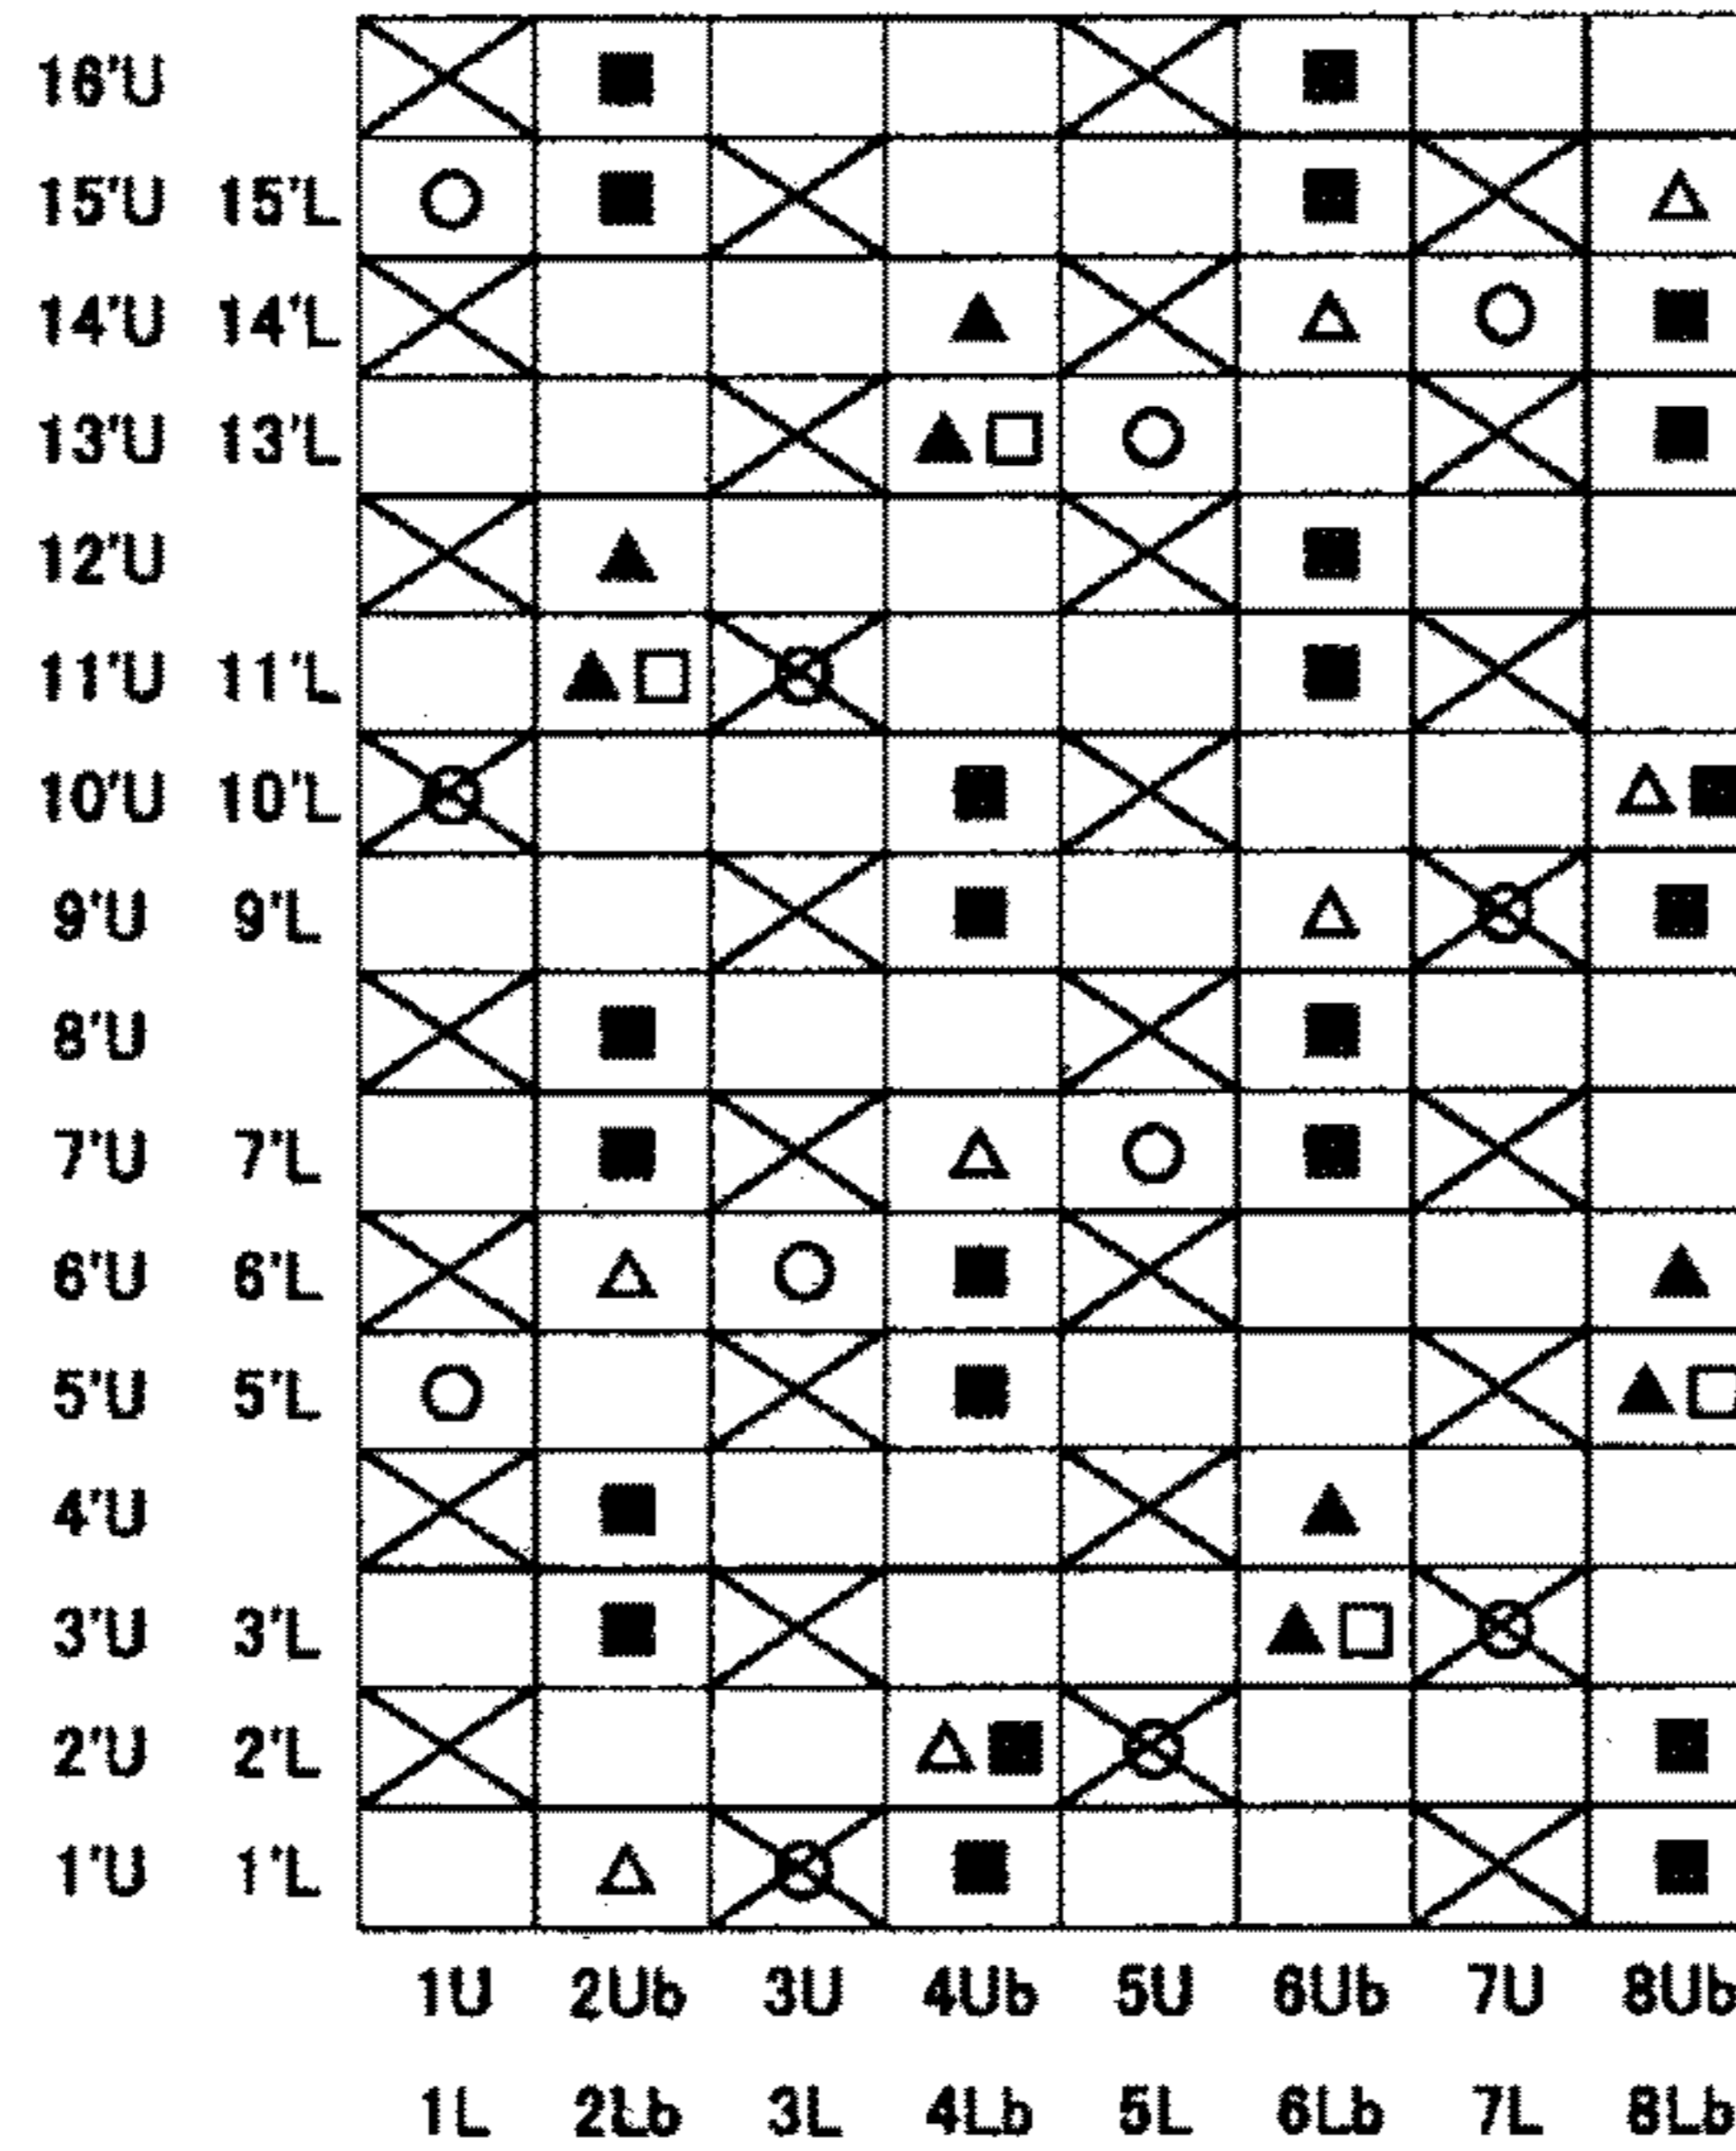 16'U
15'U 15'L
14'U 14'L
13'U 13'L
12'U
11'U 11'L
10'U 10'L
9'U 9'L
8'U
7'U 7'L
6'U 6'L
5'U 5'L
4'U
3'U 3'L
2'U 2'L
1'U 1'L
1U 2Ub 3U 4Ub 5U 6Ub 7U 8Ub
1L 2Lb 3L 4Lb 5L 6Lb 7L 8Lb